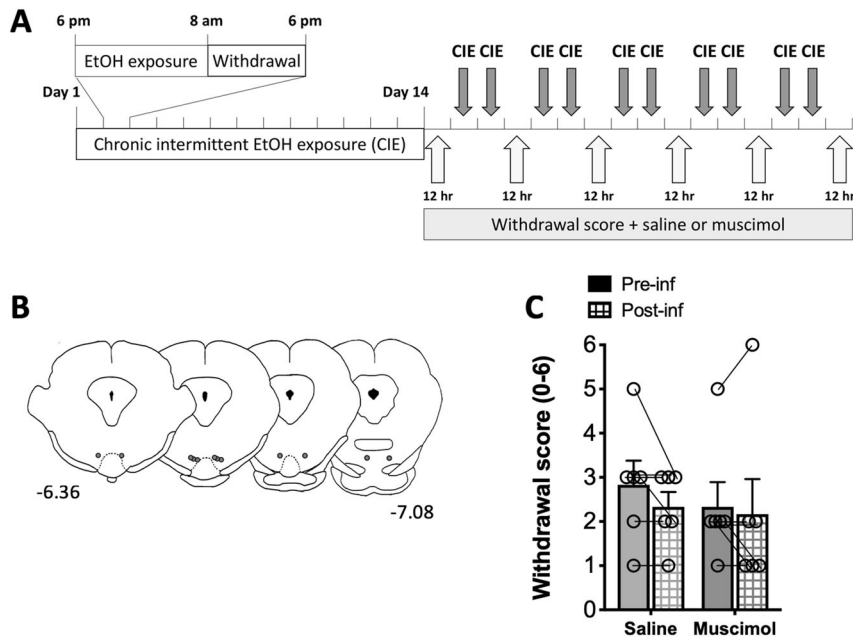 A
6 pm 8 am 6 pm
EtOH exposure Withdrawal
Day 1 Day 14
CIE CIE CIE CIE CIE CIE CIE CIE CIE CIE
Chronic intermittent EtOH exposure (CIE)
12 hr 12 hr 12 hr 12 hr 12 hr 12 hr
Withdrawal score + saline or muscimol
B
-6.36
-7.08
C
Pre-inf
Post-inf
Withdrawal score (0-6)
6
5
4
3
2
1
0
Saline Muscimol